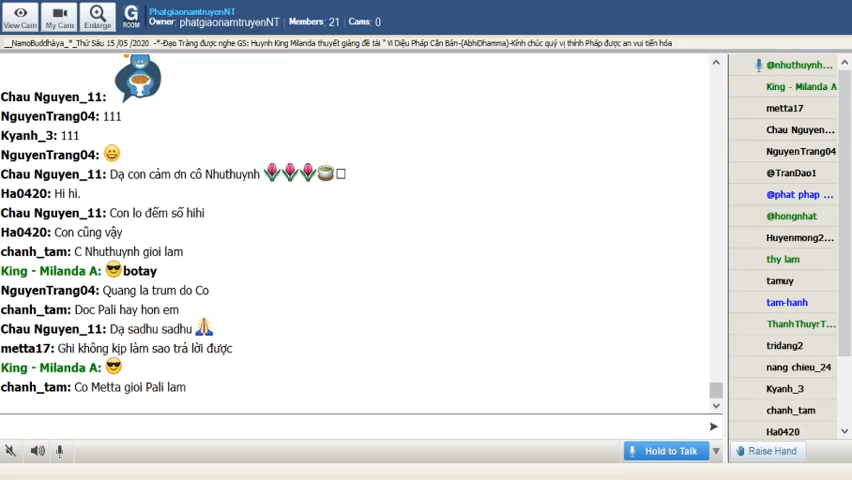 View Cam
My Cam
Enlarge
G
ROOM
PhatgiaonamtruyenNT
Owner: phatgiaonamtruyenNT Members: 21 Cams: 0
__NamoBuddhàya_*_Thứ Sáu 15 /05 /2020 -*-Đạo Tràng được nghe GS: Huynh King Milanda thuyết giảng đề tài " Vi Diệu Pháp Căn Bản-(AbhiDhamma)-Kính chúc quý vị thính Pháp được an vui tiến hóa
Chau Nguyen_11:
NguyenTrang04: 111
Kyanh_3: 111
NguyenTrang04:
Chau Nguyen_11: Dạ con cảm ơn cô Nhuthuynh
Ha0420: Hi hi.
Chau Nguyen_11: Con lo đếm số hihi
Ha0420: Con cũng vậy
chanh_tam: C Nhuthuynh gioi lam
King - Milanda A: botay
NguyenTrang04: Quang la trum do Co
chanh_tam: Doc Pali hay hon em
Chau Nguyen_11: Dạ sadhu sadhu
metta17: Ghi không kịp làm sao trả lời được
King - Milanda A:
chanh_tam: Co Metta gioi Pali lam
@nhuthuynh...
King - Milanda A
metta17
Chau Nguyen...
NguyenTrang04
@TranDao1
@phat phap ...
@hongnhat
Huyenmong2...
thy lam
tamuy
tam-hanh
ThanhThuyrT...
tridang2
nang chieu_24
Kyanh_3
chanh_tam
Ha0420
Hold to Talk
Raise Hand